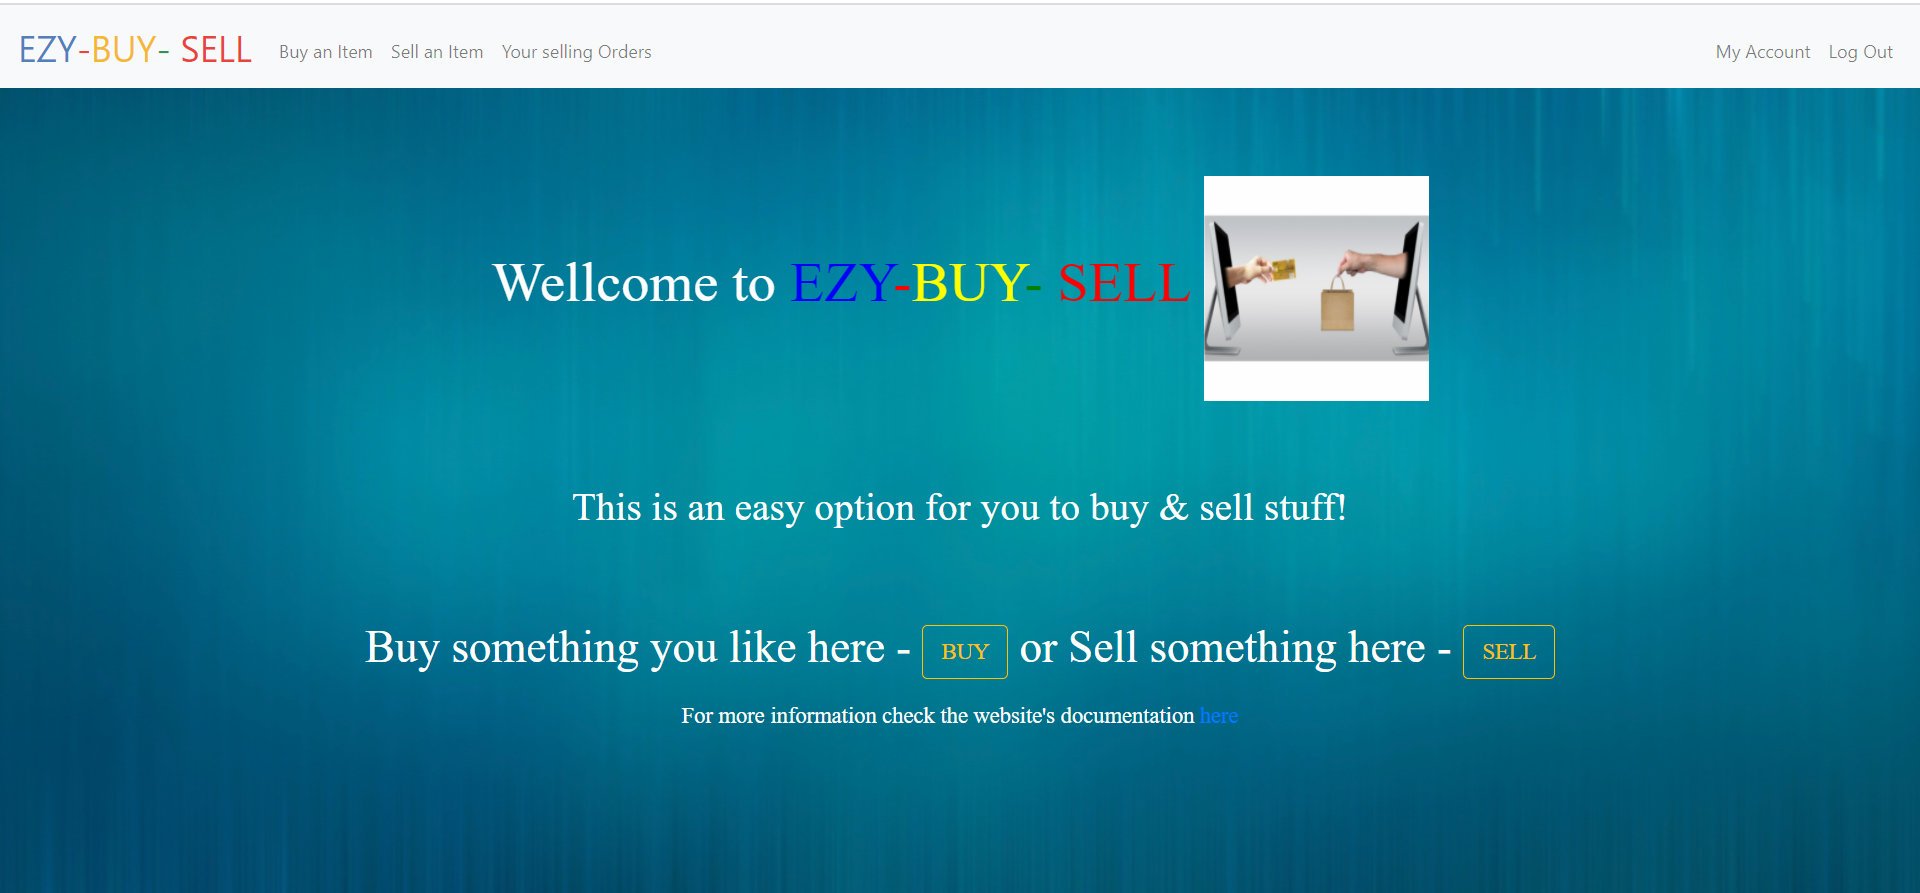 EZY-BUY- SELL Buy an Item Sell an Item Your selling Orders My Account Log Out
Wellcome to EZY-BUY- SELL
This is an easy option for you to buy & sell stuff!
Buy something you like here - BUY or Sell something here - SELL
For more information check the website's documentation here